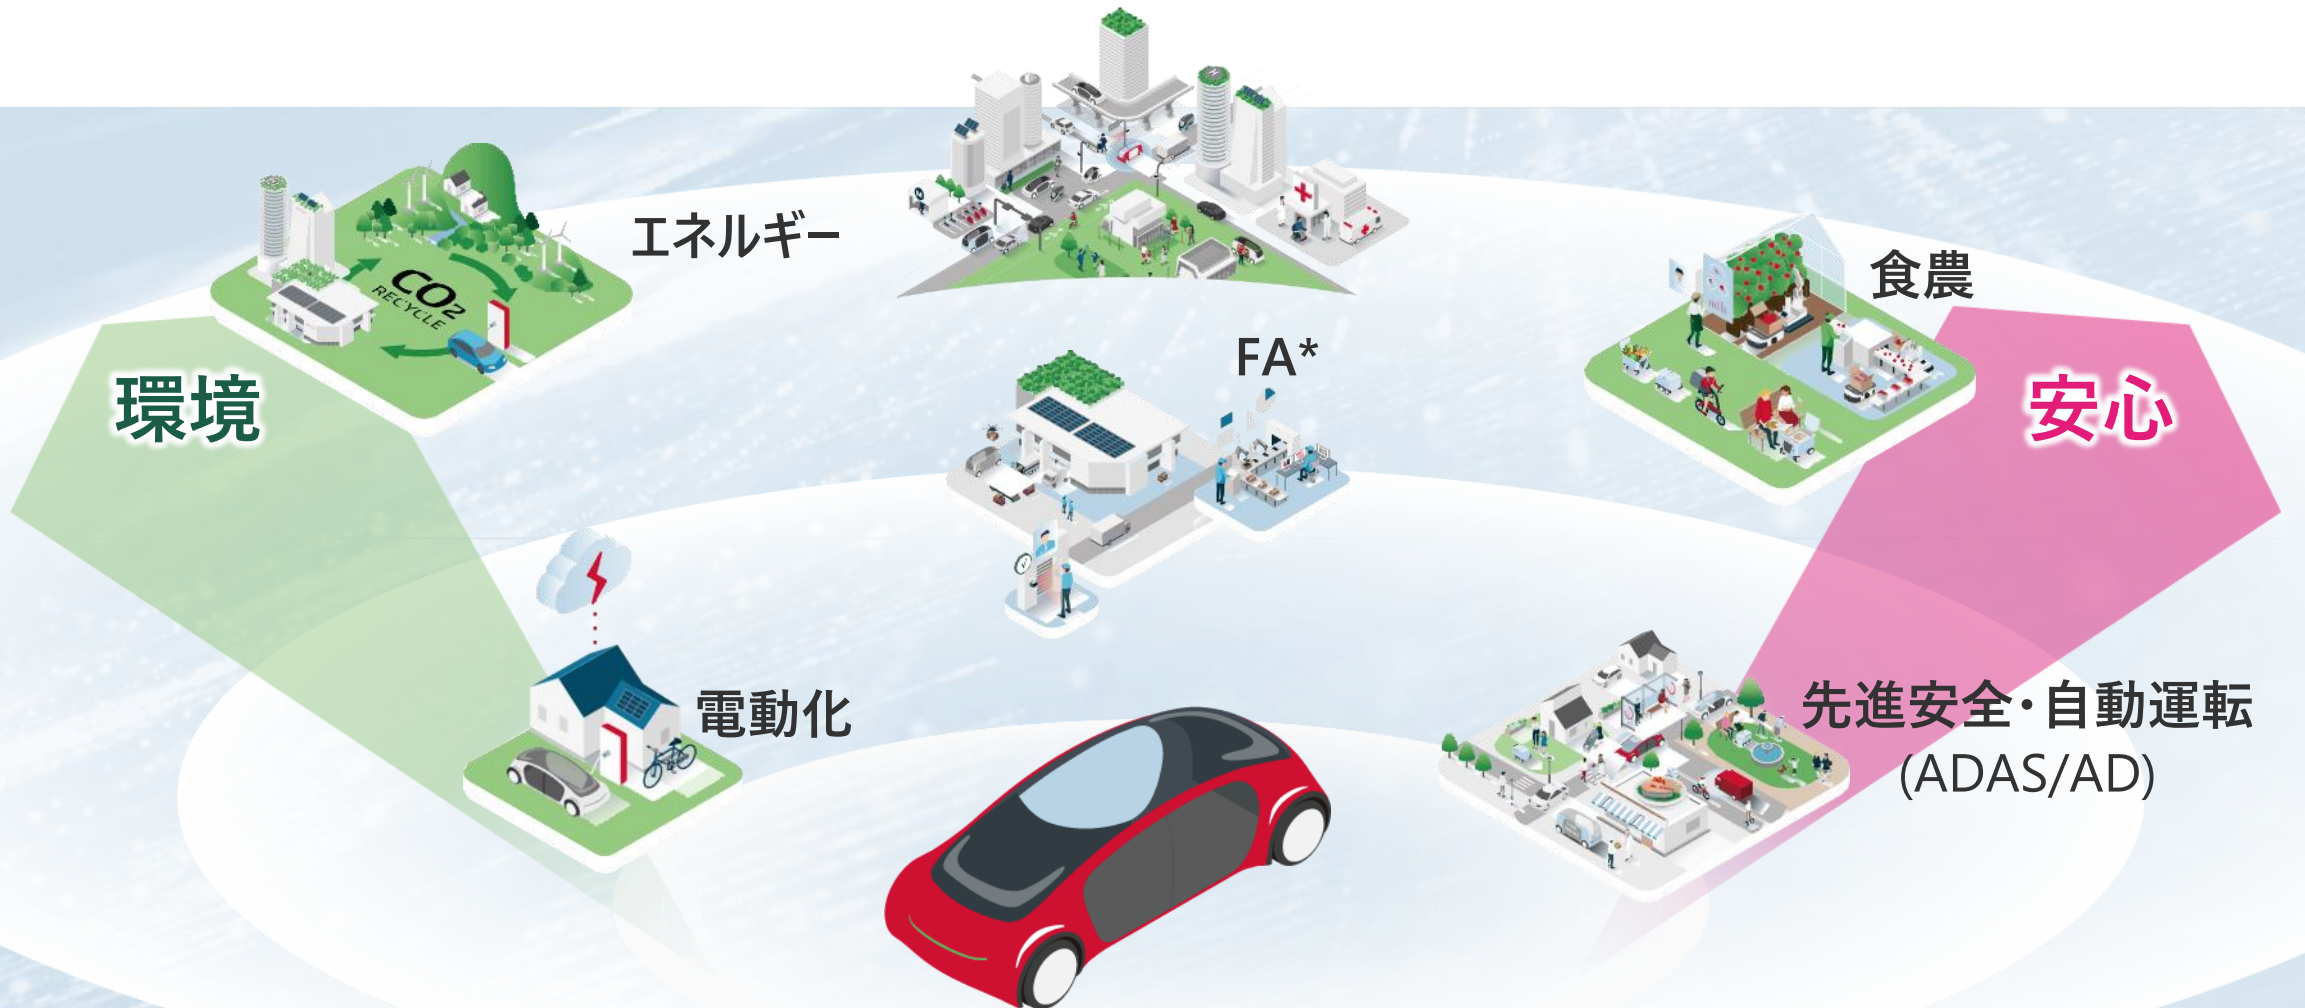 エネルギー
CO₂
RECYCLE
食農
FA*
環境
安心
電動化
先進安全・自動運転
(ADAS/AD)